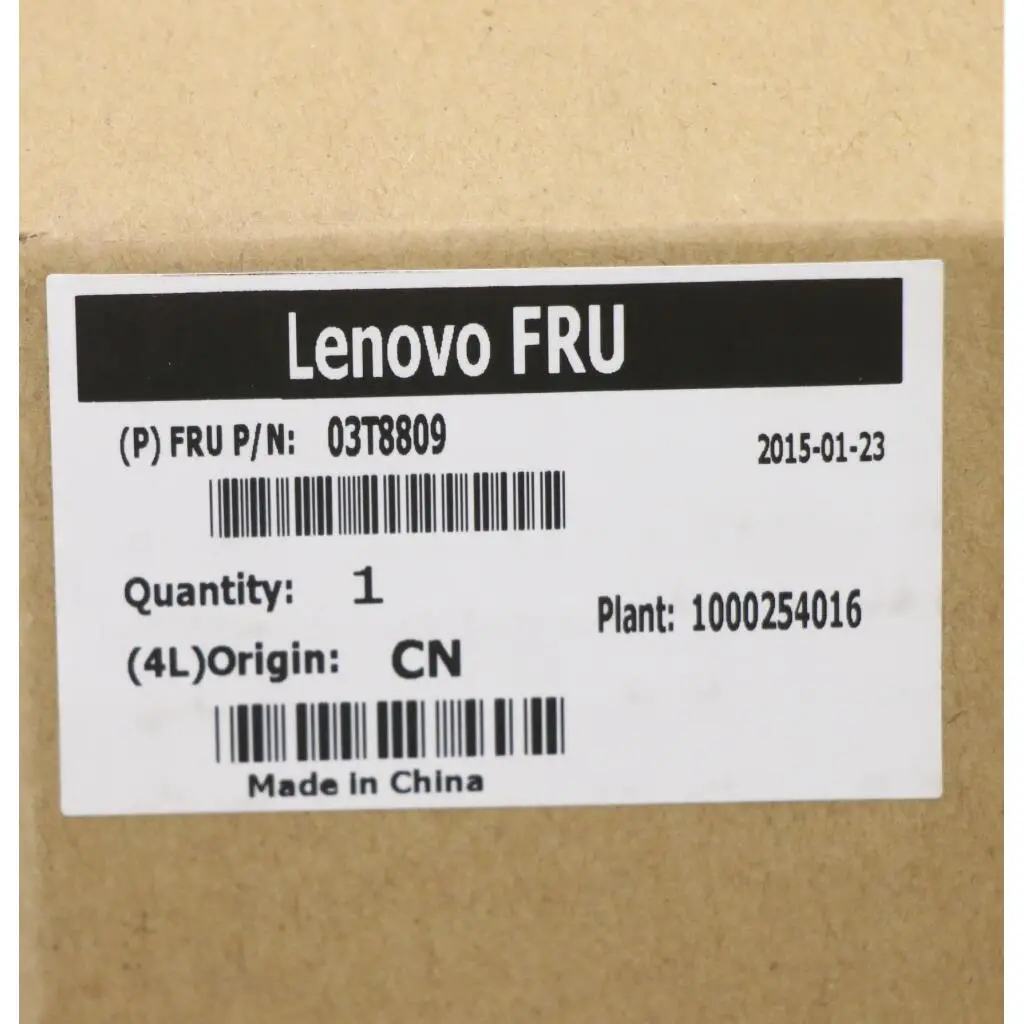 Lenovo FRU
(P) FRU P/N: 03T8809
2015-01-23
Quantity: 1
Plant: 1000254016
(4L)Origin: CN
Made in China